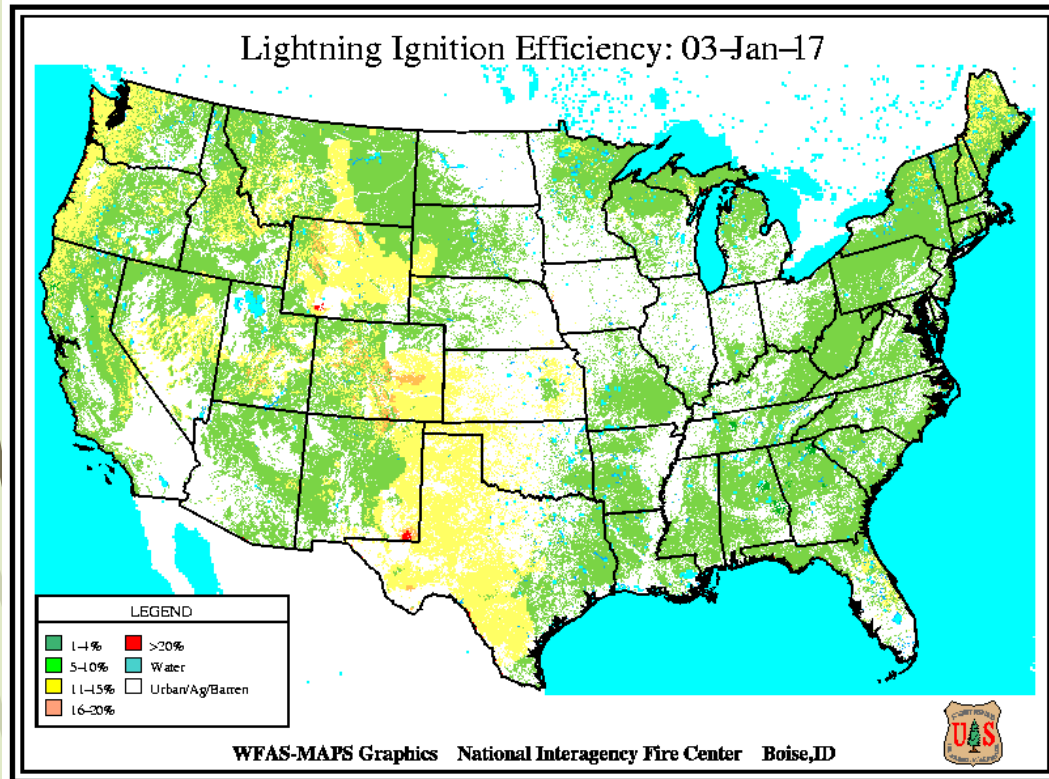 Lightning Ignition Efficiency: 03-Jan-17
LEGEND
1-4%
5-10%
11-15%
16-20%
>20%
Water
Urban/Ag/Barren
U S
WFAS-MAPS Graphics National Interagency Fire Center Boise,ID